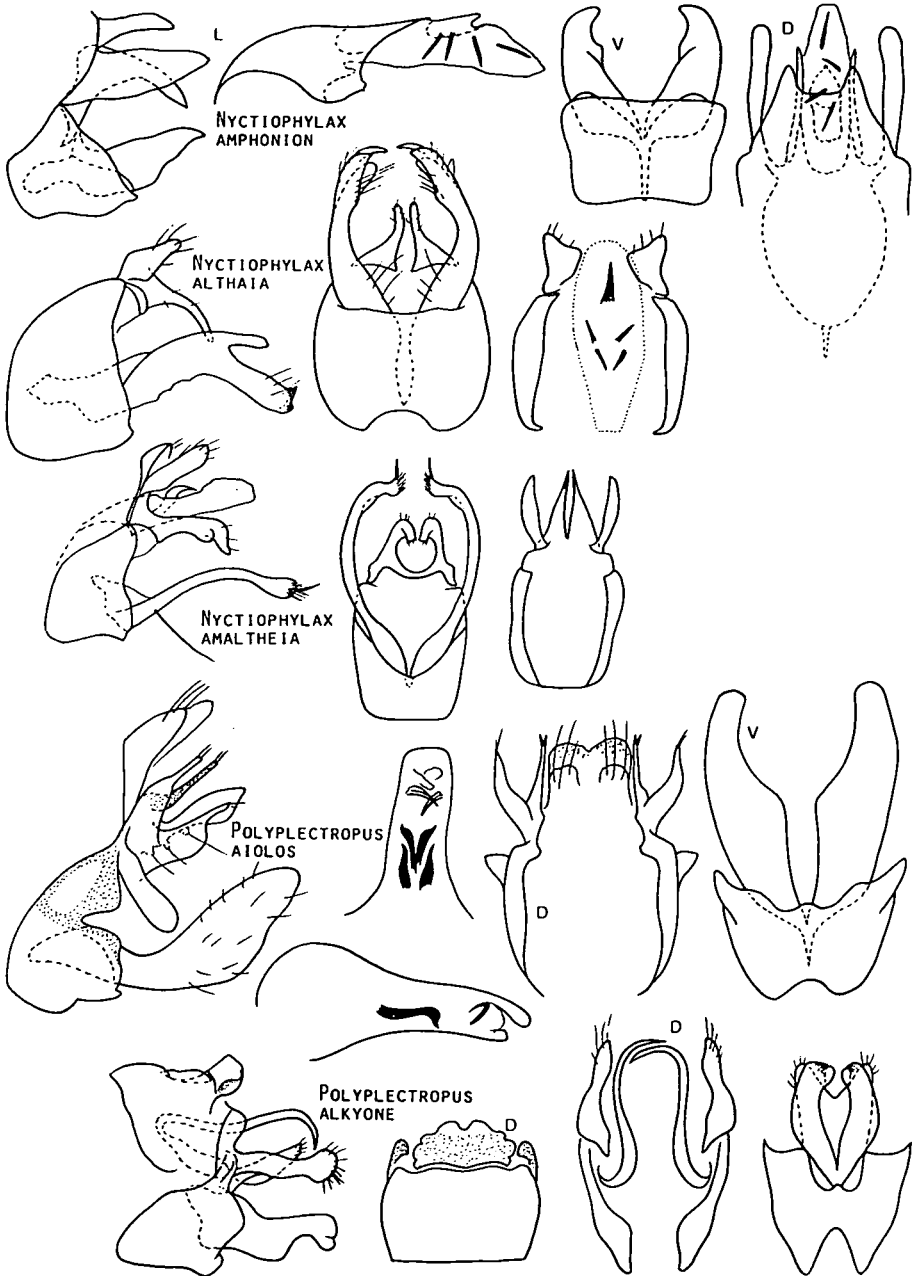 L
V
D
NYCTIOPHYLAX
AMPHONION
NYCTIOPHYLAX
ALTHAIA
NYCTIOPHYLAX
AMALTHEIA
V
POLYPLECTROPUS
AIOLOS
D
D
POLYPLECTROPUS
ALKYONE
D